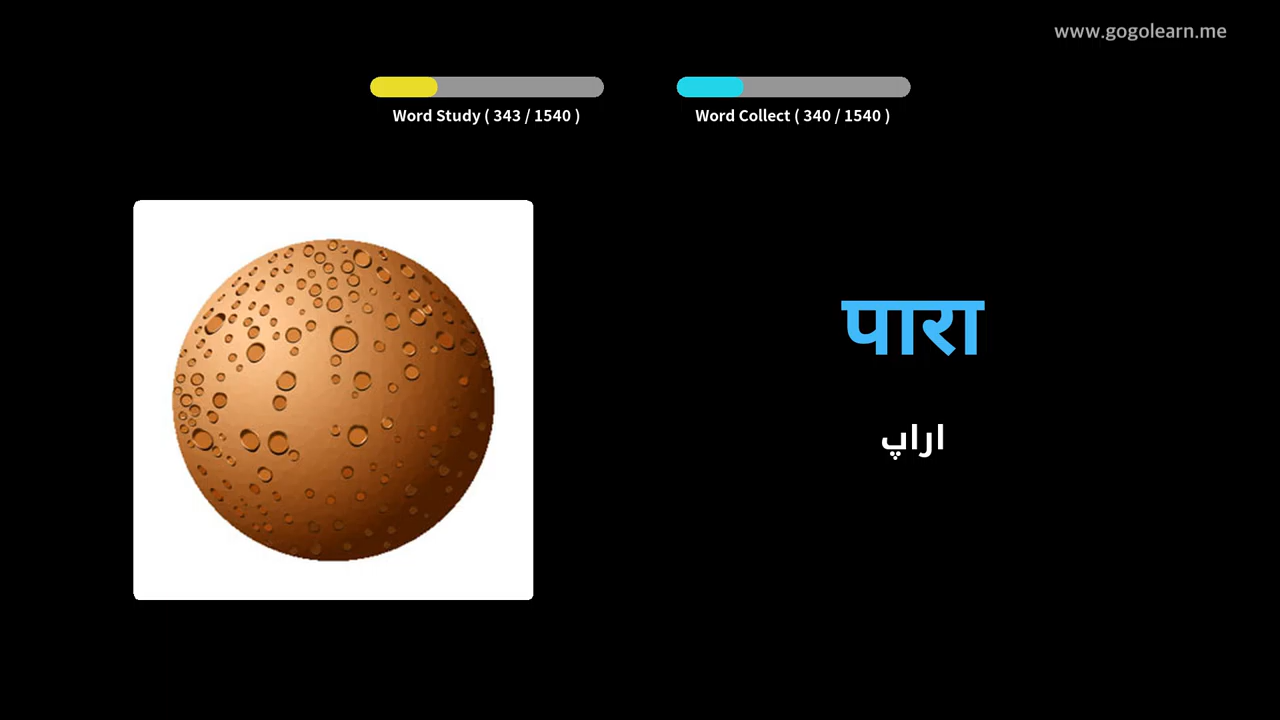 www.gogolearn.me
Word Study ( 343 / 1540 )
Word Collect ( 340 / 1540 )
पारा
اراپ